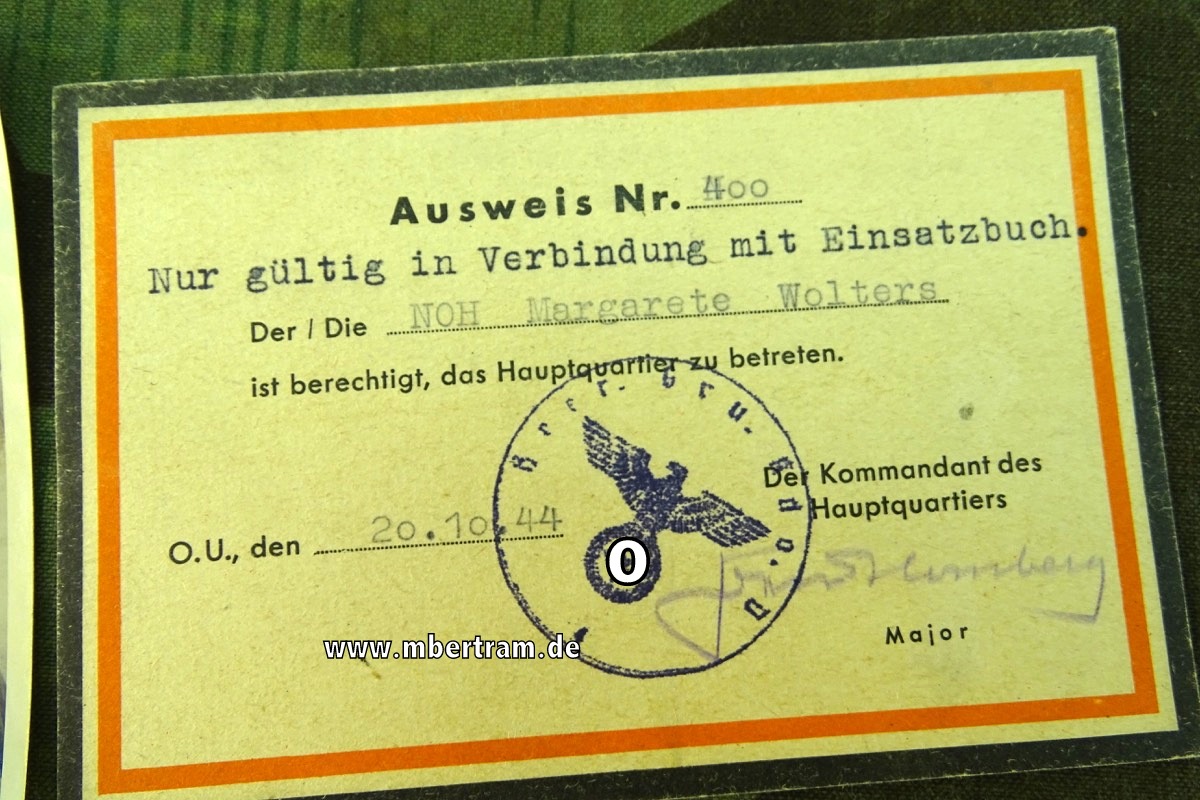 Ausweis Nr. 400
Nur gültig in Verbindung mit Einsatzbuch.
Der / Die NOH Margarete Wolters
ist berechtigt, das Hauptquartier zu betreten.
Der Kommandant des
Hauptquartiers
O.U., den 20.10.44
Major
www.mbertram.de